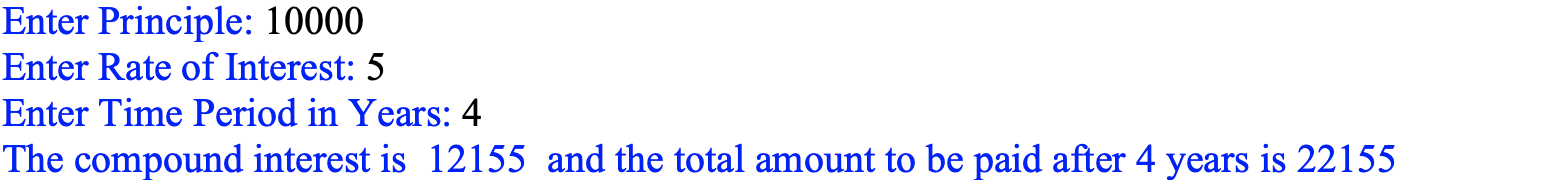 Enter Principle: 10000
Enter Rate of Interest: 5
Enter Time Period in Years: 4
The compound interest is  12155  and the total amount to be paid after 4 years is 22155